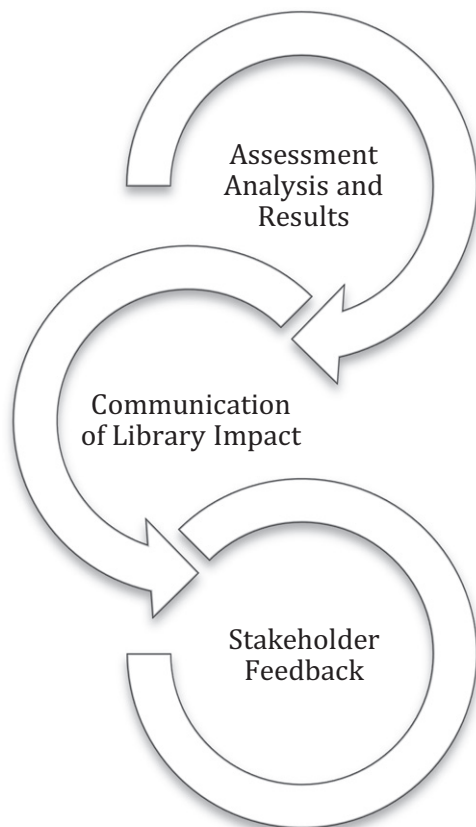 Assessment
Analysis and
Results
Communication
of Library Impact
Stakeholder
Feedback